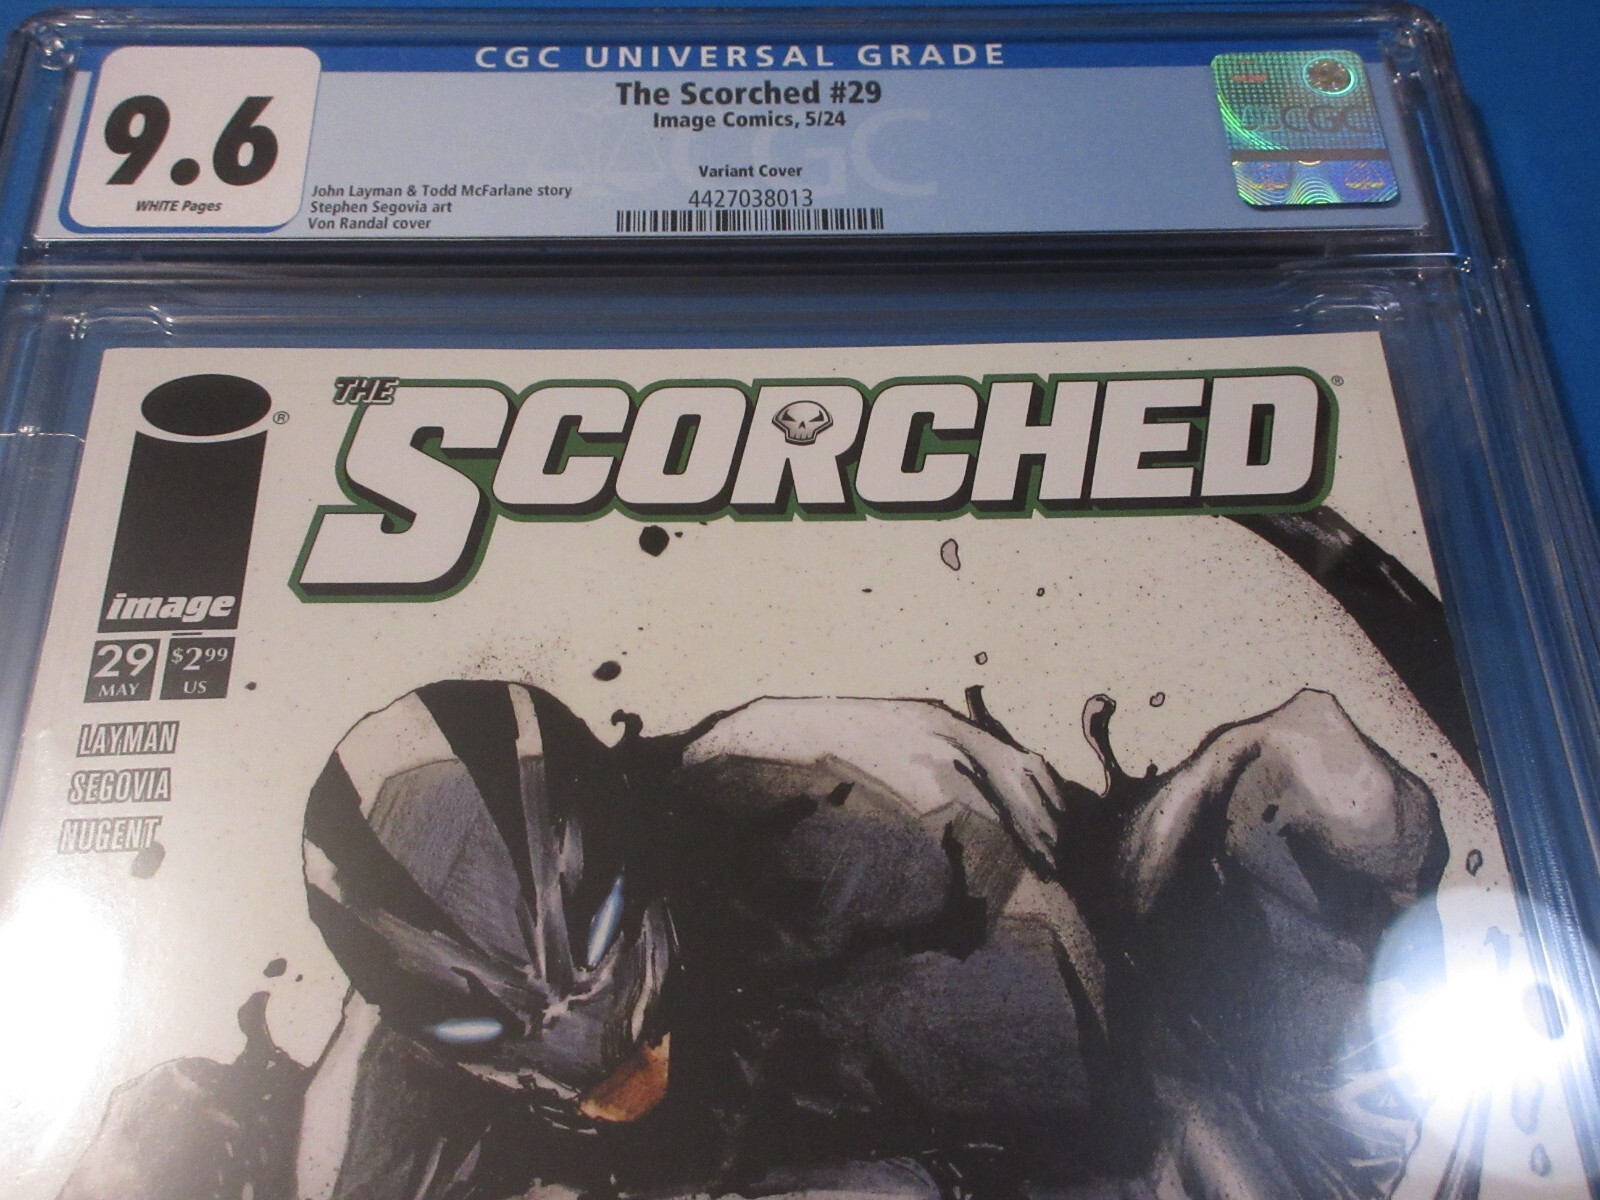 CGC UNIVERSAL GRADE
9.6
WHITE Pages
The Scorched #29
Image Comics, 5/24
Variant Cover
4427038013
John Layman & Todd McFarlane story
Stephen Segovia art
Von Randal cover
CGC
CGC
THE
SCORCHED®
®
image
29
MAY
$2.99
US
LAYMAN
SEGOVIA
NUGENT